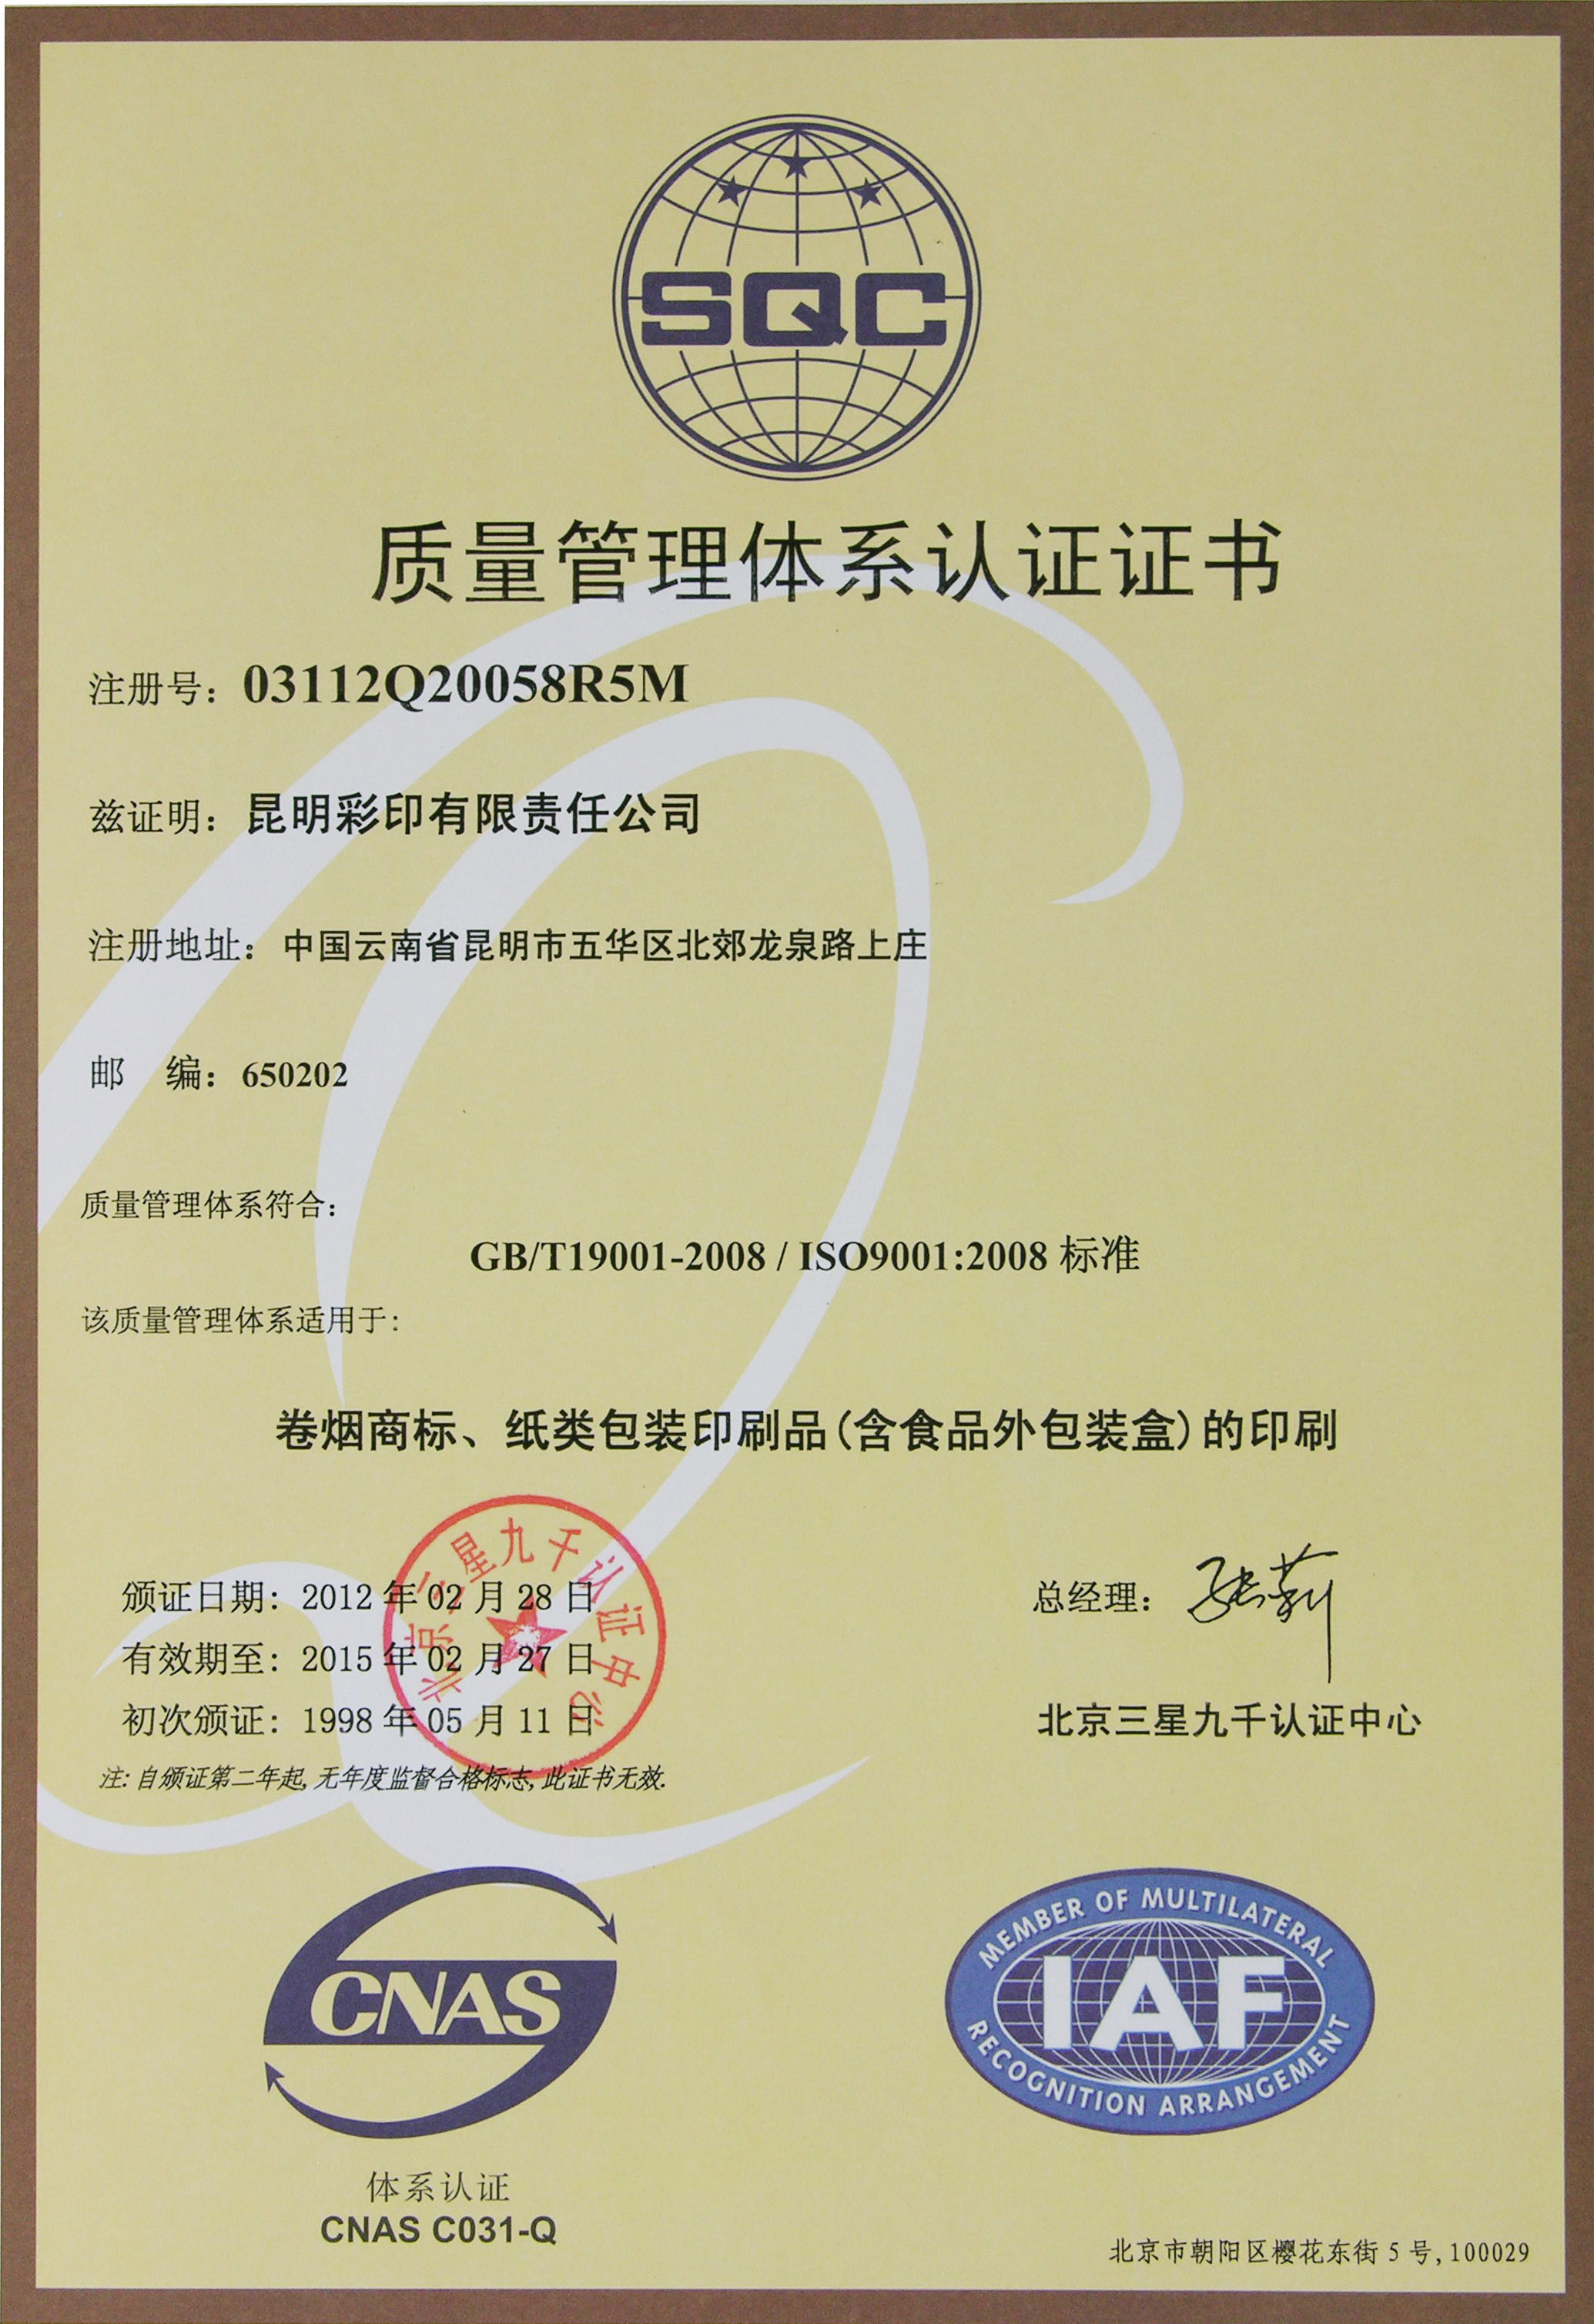 SQC
质量管理体系认证证书
注册号：03112Q20058R5M
兹证明：昆明彩印有限责任公司
注册地址：中国云南省昆明市五华区北郊龙泉路上庄
邮 编：650202
质量管理体系符合：
GB/T19001-2008 / ISO9001:2008 标准
该质量管理体系适用于：
卷烟商标、纸类包装印刷品(含食品外包装盒)的印刷
北京三星九千认证中心
颁证日期：2012 年 02 月 28 日
有效期至：2015 年 02 月 27 日
初次颁证：1998 年 05 月 11 日
总经理：张莉
北京三星九千认证中心
注: 自颁证第二年起, 无年度监督合格标志, 此证书无效.
CNAS
体系认证
CNAS C031-Q
MEMBER OF MULTILATERAL
IAF
RECOGNITION ARRANGEMENT
北京市朝阳区樱花东街 5 号, 100029